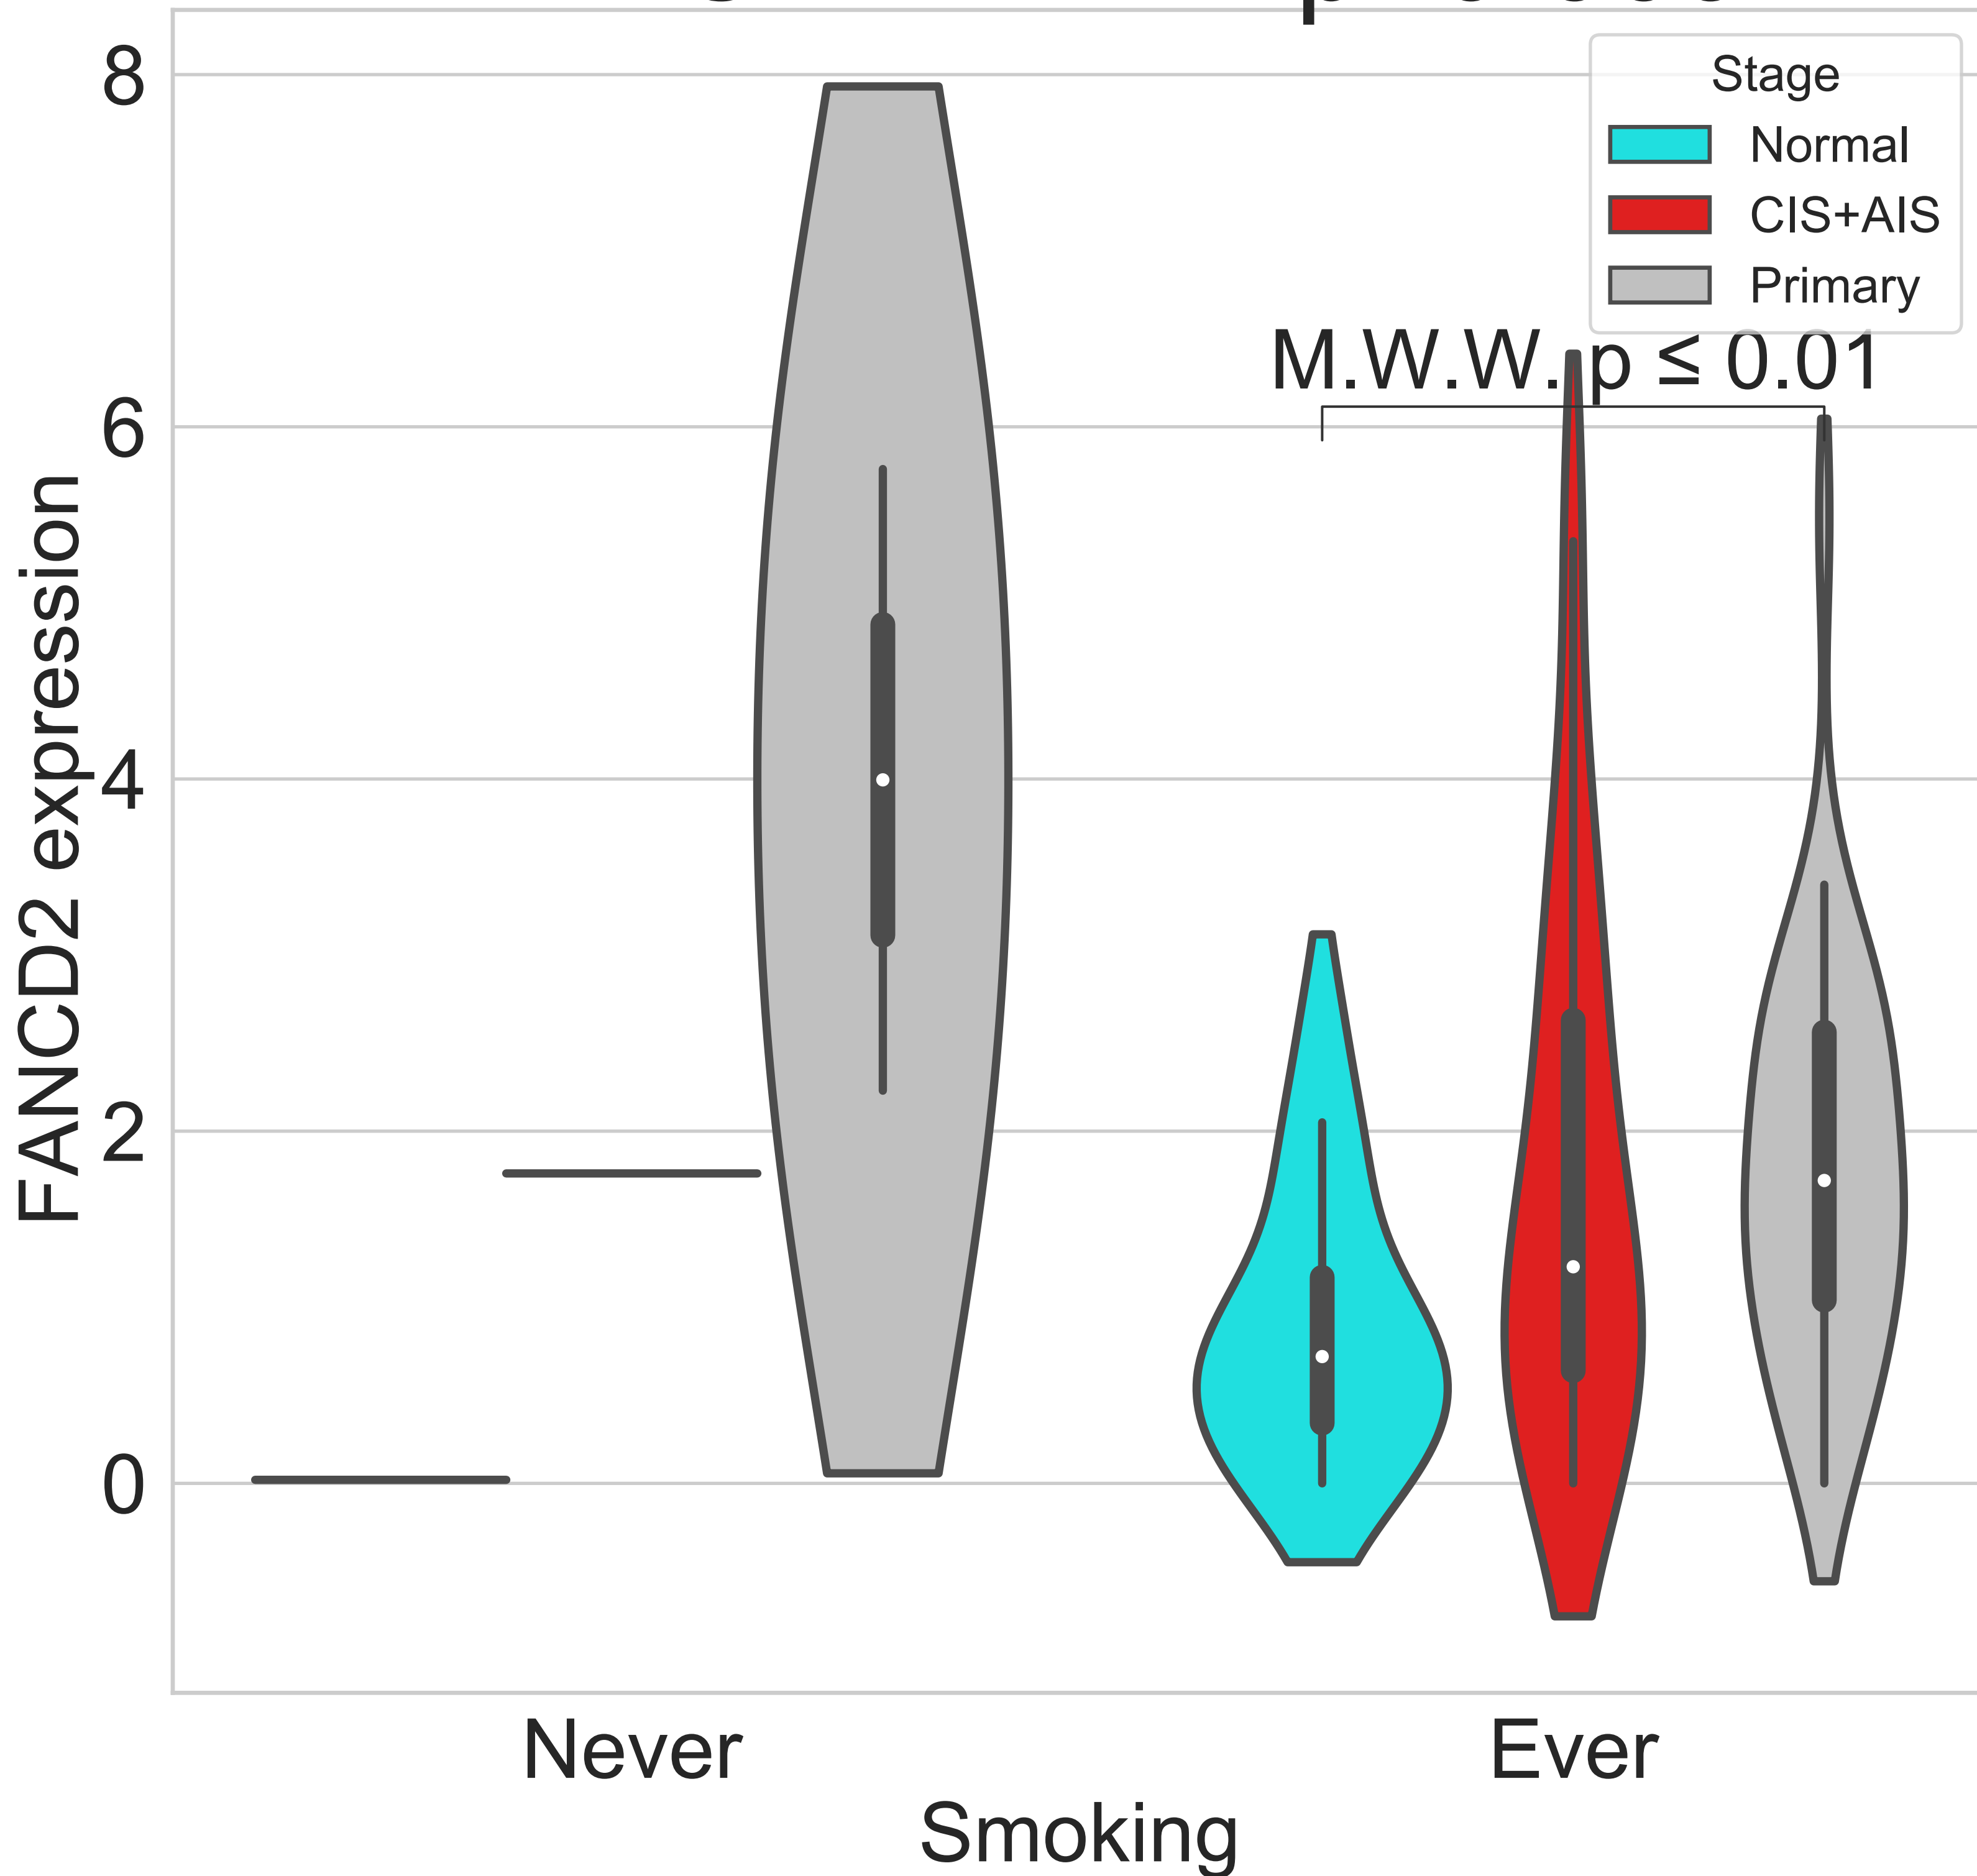 8
Stage
Normal
CIS+AIS
Primary
M.W.W. p ≤ 0.01
6
4
2
0
FANCD2 expression
Never
Ever
Smoking